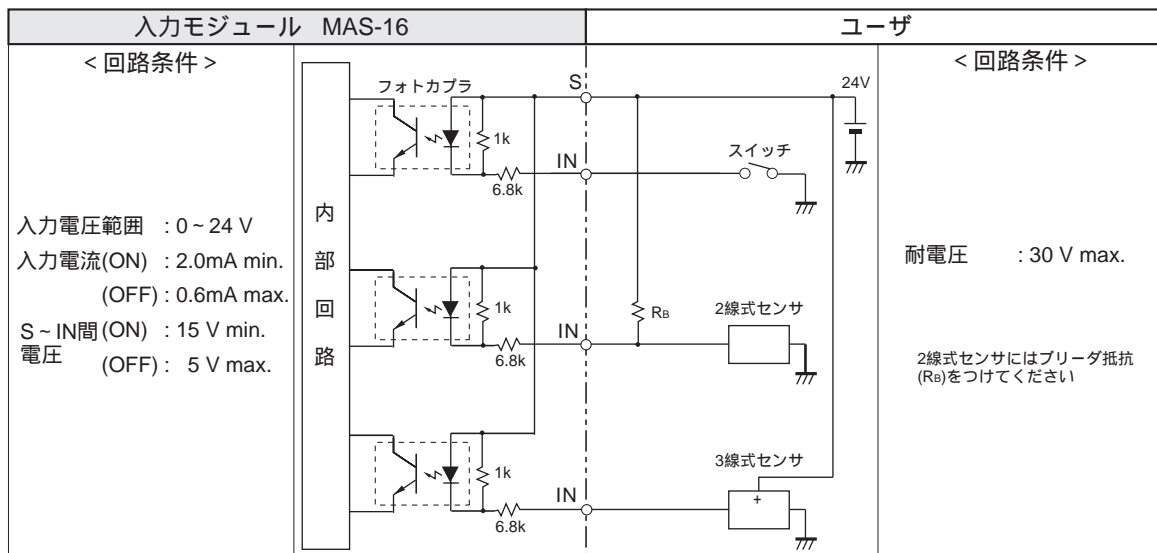 入力モジュール MAS-16
ユーザ
< 回路条件 >
入力電圧範囲 : 0 ~ 24 V
入力電流(ON) : 2.0mA min.
(OFF) : 0.6mA max.
S ~ IN間 (ON) : 15 V min.
電圧
(OFF) : 5 V max.
内部回路
フォトカプラ
1k
6.8k
1k
6.8k
1k
6.8k
S
IN
IN
IN
24V
スイッチ
RB
2線式センサ
3線式センサ
+
< 回路条件 >
耐電圧 : 30 V max.
2線式センサにはブリーダ抵抗
(RB)をつけてください